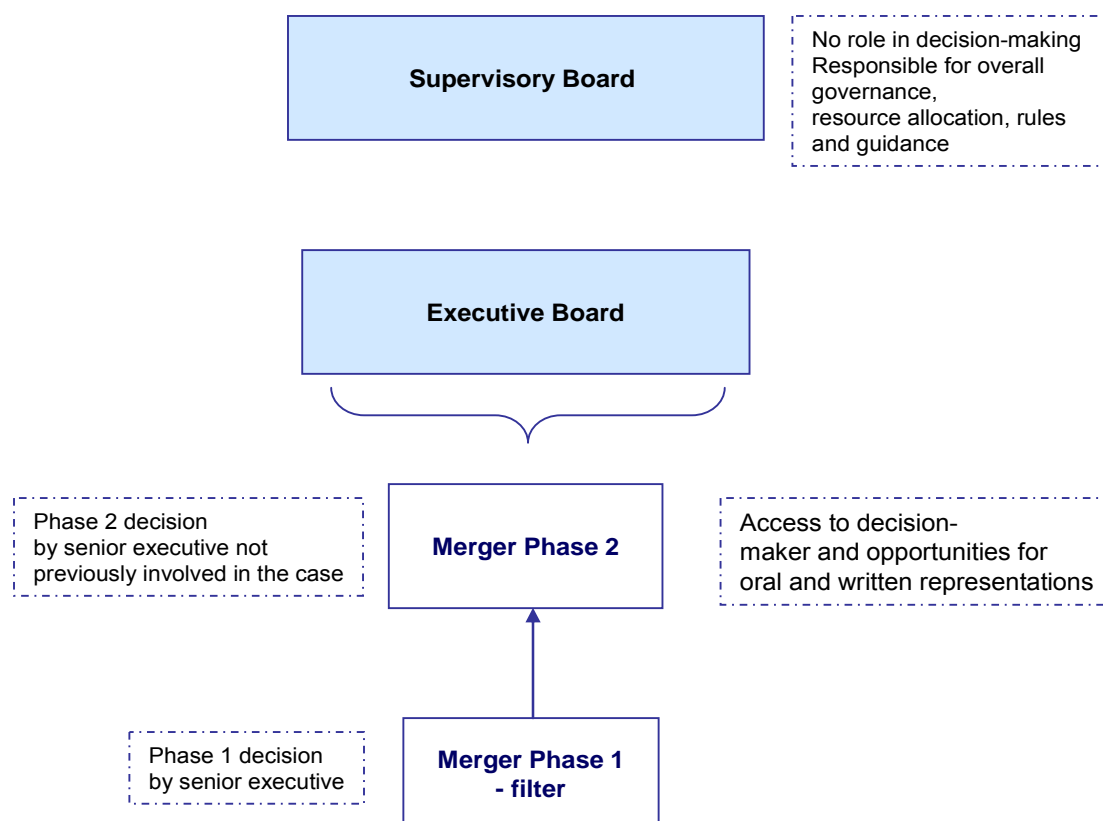 Supervisory Board
No role in decision-making
Responsible for overall
governance,
resource allocation, rules
and guidance
Executive Board
Phase 2 decision
by senior executive not
previously involved in the case
Merger Phase 2
Access to decision-
maker and opportunities for
oral and written representations
Phase 1 decision
by senior executive
Merger Phase 1
- filter